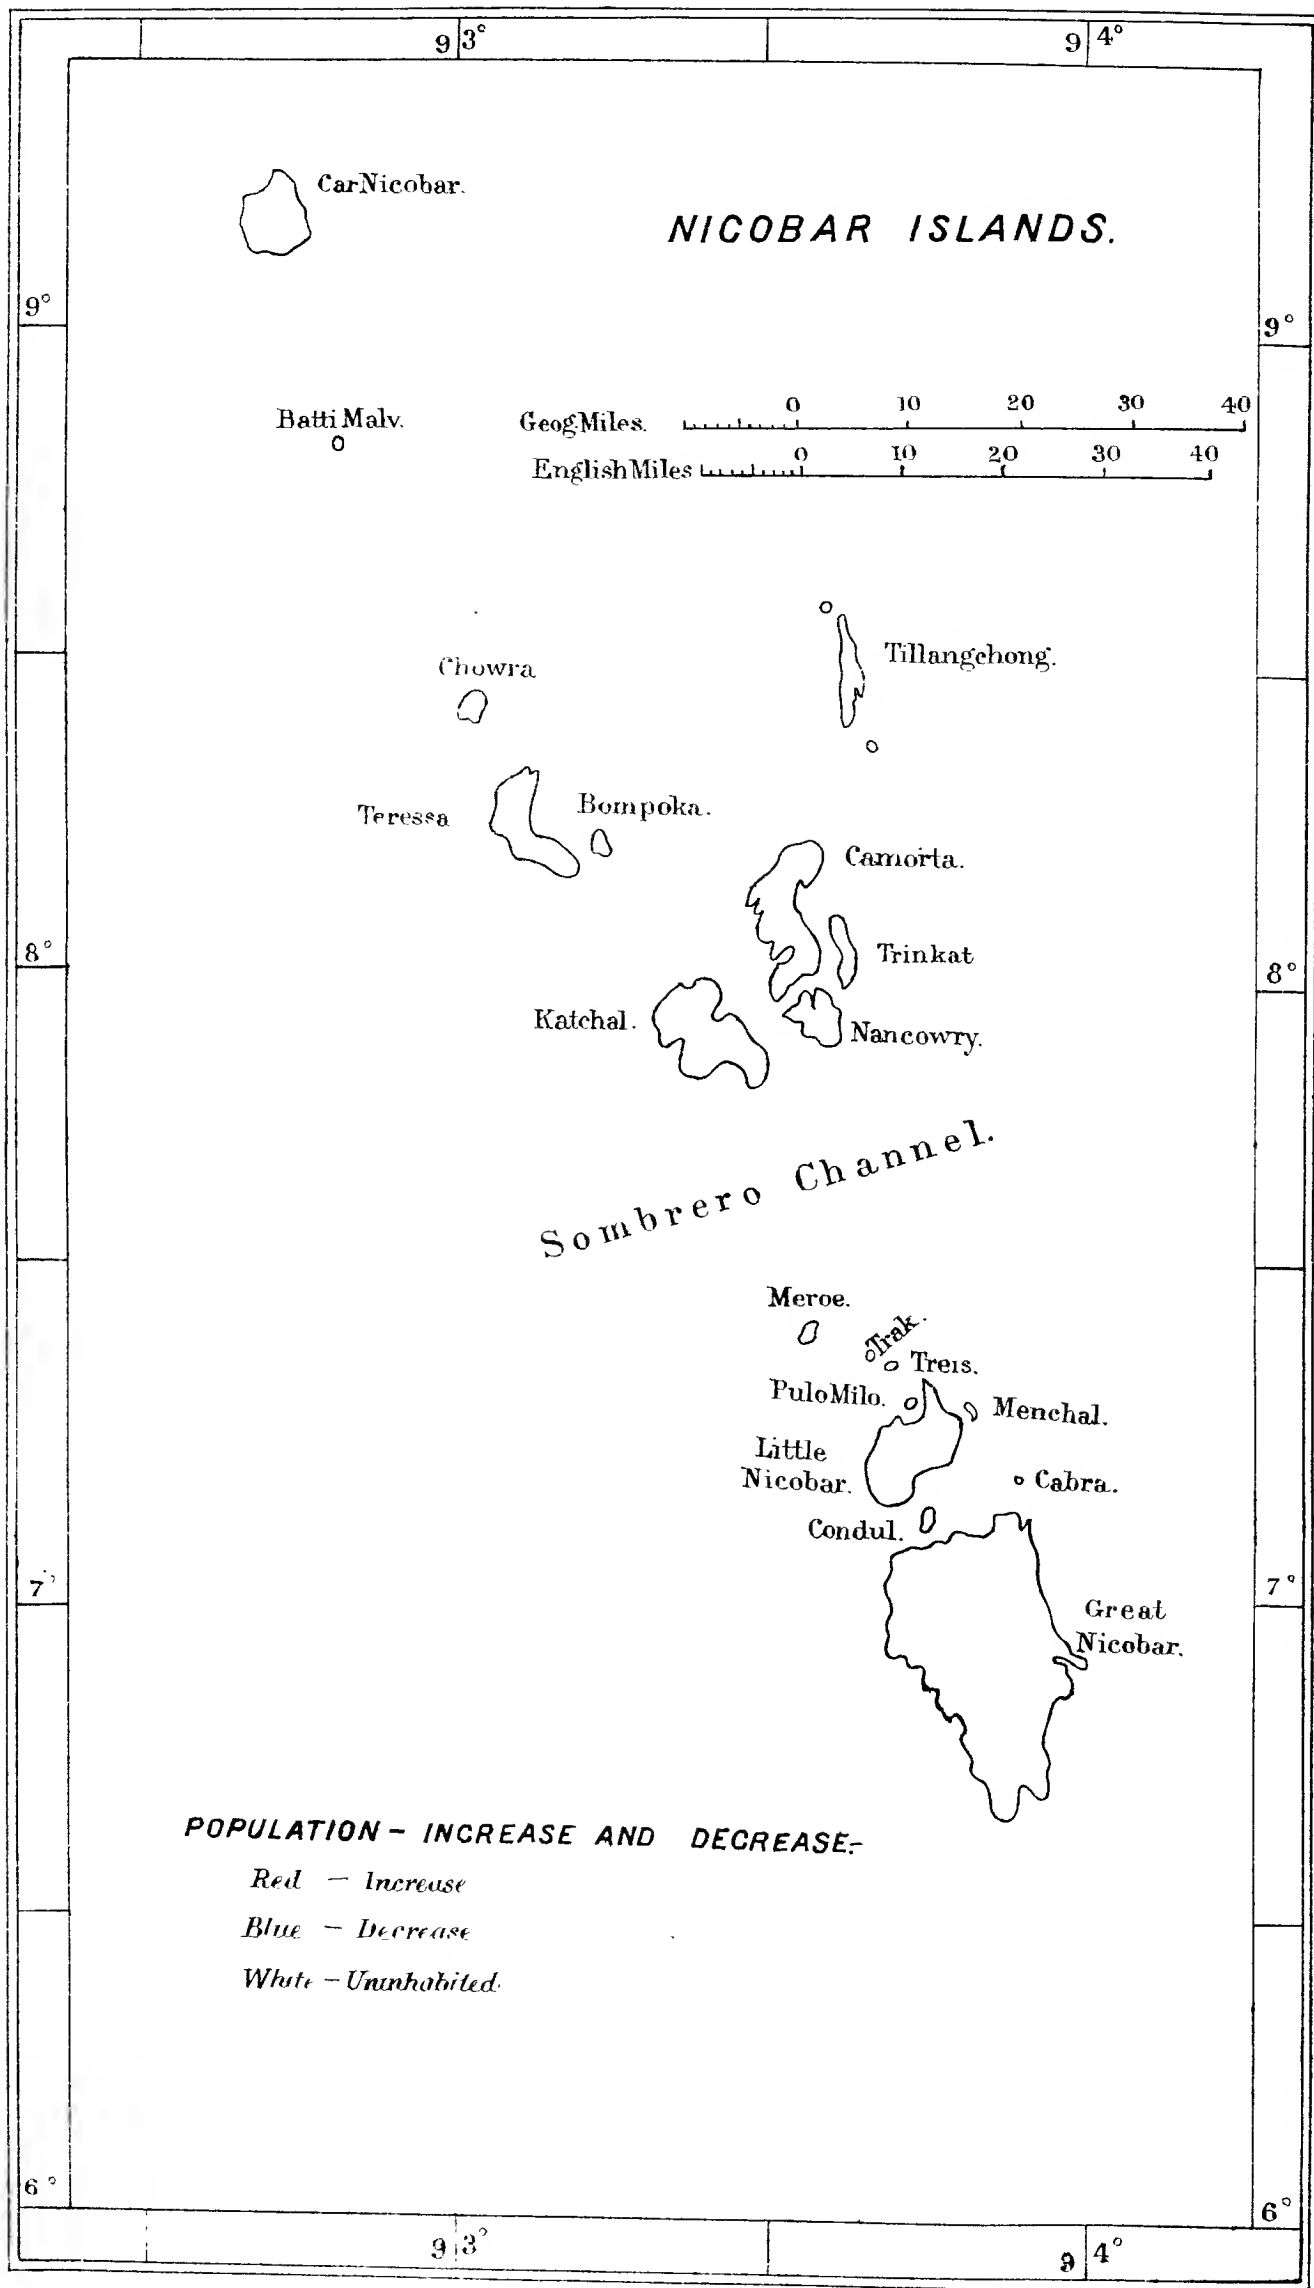 93° 94°
CarNicobar.
NICOBAR ISLANDS.
9° 9°
Batti Malv.
Geog.Miles. 0 10 20 30 40
EnglishMiles 0 10 20 30 40
Tillangchong.
Chowra
Teressa
Bompoka.
Camorta.
8° 8°
Trinkat
Katchal.
Nancowry.
Sombrero Channel.
Meroe.
Trak.
Treis.
PuloMilo.
Menchal.
Little
Nicobar.
Cabra.
Condul.
7° 7°
Great
Nicobar.
POPULATION - INCREASE AND DECREASE:-
Red - Increase
Blue - Decrease
White - Uninhabited.
6° 6°
93° 94°